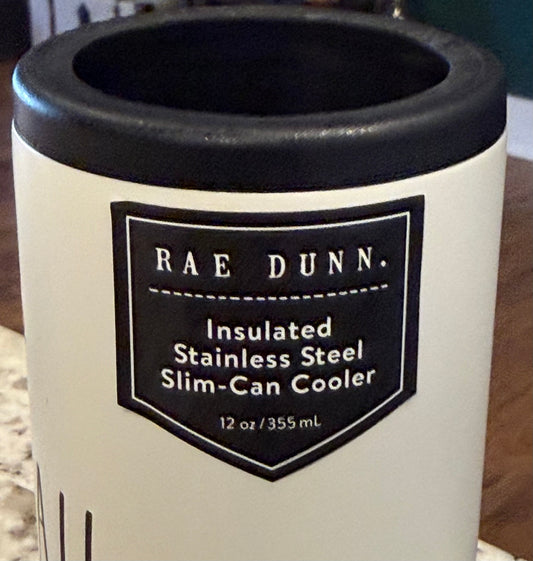 RAE DUNN.
Insulated
Stainless Steel
Slim-Can Cooler
12 oz / 355 mL